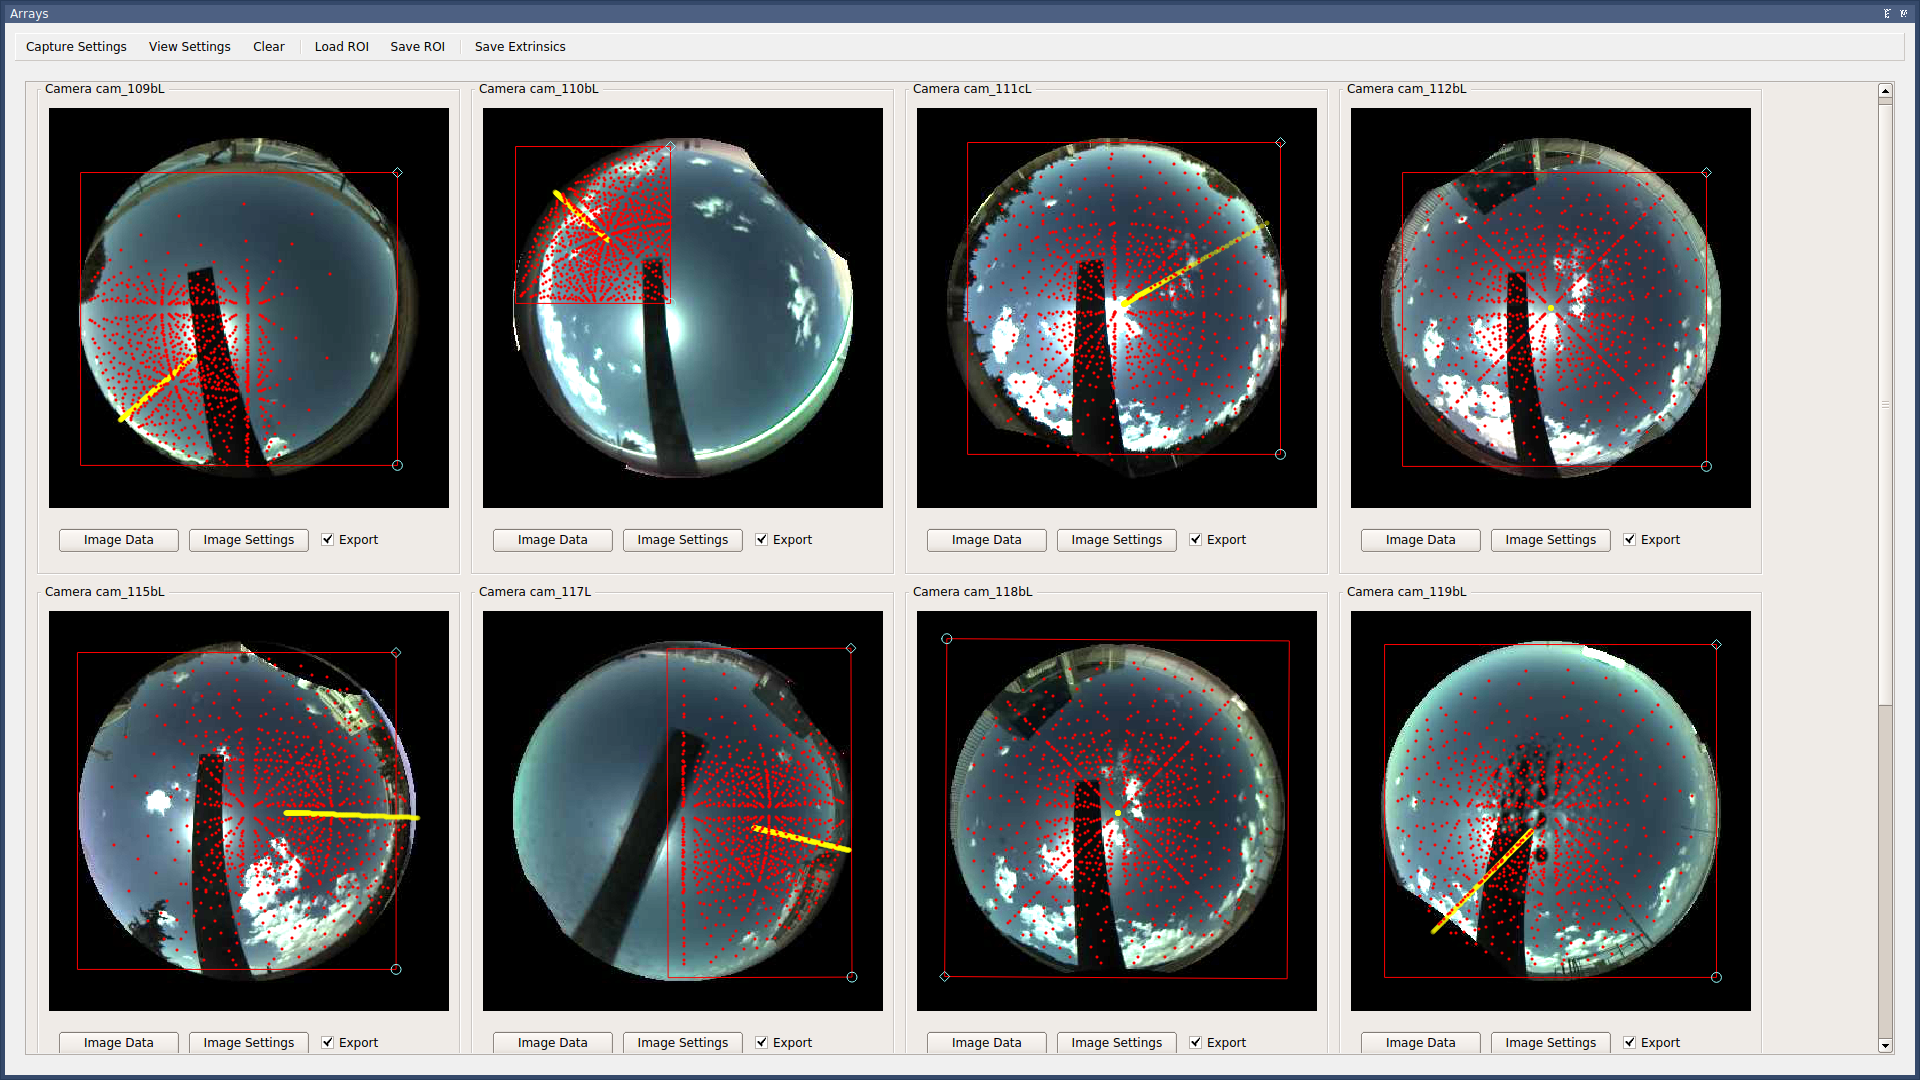 Arrays
Capture Settings View Settings Clear Load ROI Save ROI Save Extrinsics
Camera cam_109bL Camera cam_110bL Camera cam_111cL Camera cam_112bL
Image Data Image Settings Export Image Data Image Settings Export Image Data Image Settings Export Image Data Image Settings Export
Camera cam_115bL Camera cam_117L Camera cam_118bL Camera cam_119bL
Image Data Image Settings Export Image Data Image Settings Export Image Data Image Settings Export Image Data Image Settings Export